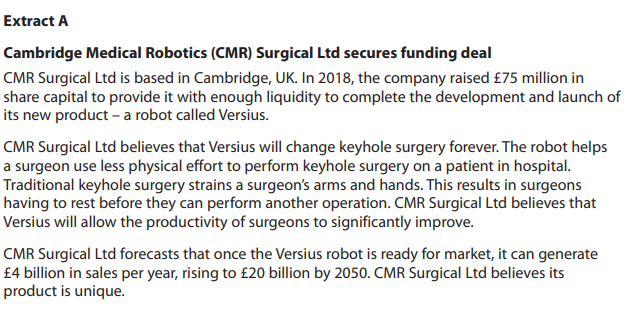 Extract A
Cambridge Medical Robotics (CMR) Surgical Ltd secures funding deal
CMR Surgical Ltd is based in Cambridge, UK. In 2018, the company raised £75 million in
share capital to provide it with enough liquidity to complete the development and launch of
its new product – a robot called Versius.
CMR Surgical Ltd believes that Versius will change keyhole surgery forever. The robot helps
a surgeon use less physical effort to perform keyhole surgery on a patient in hospital.
Traditional keyhole surgery strains a surgeon’s arms and hands. This results in surgeons
having to rest before they can perform another operation. CMR Surgical Ltd believes that
Versius will allow the productivity of surgeons to significantly improve.
CMR Surgical Ltd forecasts that once the Versius robot is ready for market, it can generate
£4 billion in sales per year, rising to £20 billion by 2050. CMR Surgical Ltd believes its
product is unique.